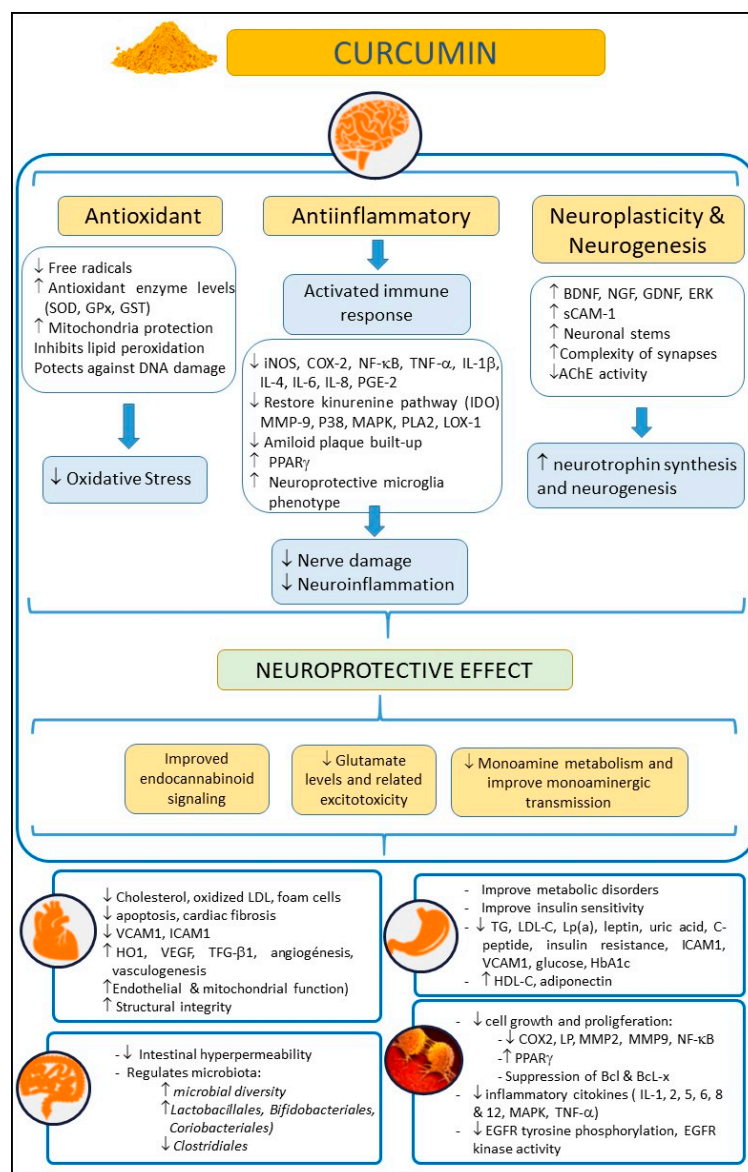 CURCUMIN
Antioxidant
↓ Free radicals
↑ Antioxidant enzyme levels
(SOD, GPx, GST)
↑ Mitochondria protection
Inhibits lipid peroxidation
Potects against DNA damage
↓ Oxidative Stress
Antiinflammatory
Activated immune
response
↓ iNOS, COX-2, NF-κB, TNF-α, IL-1β,
IL-4, IL-6, IL-8, PGE-2
↓ Restore kinurenine pathway (IDO)
MMP-9, P38, MAPK, PLA2, LOX-1
↓ Amiloid plaque built-up
↑ PPARγ
↑ Neuroprotective microglia
phenotype
↓ Nerve damage
↓ Neuroinflammation
Neuroplasticity &
Neurogenesis
↑ BDNF, NGF, GDNF, ERK
↑ sCAM-1
↑ Neuronal stems
↑Complexity of synapses
↓AChE activity
↑ neurotrophin synthesis
and neurogenesis
NEUROPROTECTIVE EFFECT
Improved
endocannabinoid
signaling
↓ Glutamate
levels and related
excitotoxicity
↓ Monoamine metabolism and
improve monoaminergic
transmission
↓ Cholesterol, oxidized LDL, foam cells
↓ apoptosis, cardiac fibrosis
↓ VCAM1, ICAM1
↑ HO1, VEGF, TFG-β1, angiogénesis,
vasculogenesis
↑Endothelial & mitochondrial function)
↑ Structural integrity
- Improve metabolic disorders
- Improve insulin sensitivity
- ↓ TG, LDL-C, Lp(a), leptin, uric acid, C-
peptide, insulin resistance, ICAM1,
VCAM1, glucose, HbA1c
- ↑ HDL-C, adiponectin
- ↓ Intestinal hyperpermeability
- Regulates microbiota:
↑ microbial diversity
↑Lactobacillales, Bifidobacteriales,
Coriobacteriales)
↓ Clostridiales
- ↓ cell growth and proligferation:
-↓ COX2, LP, MMP2, MMP9, NF-κB
-↑ PPARγ
-Suppression of Bcl & BcL-x
- ↓ inflammatory citokines ( IL-1, 2, 5, 6, 8
& 12, MAPK, TNF-α)
- ↓ EGFR tyrosine phosphorylation, EGFR
kinase activity